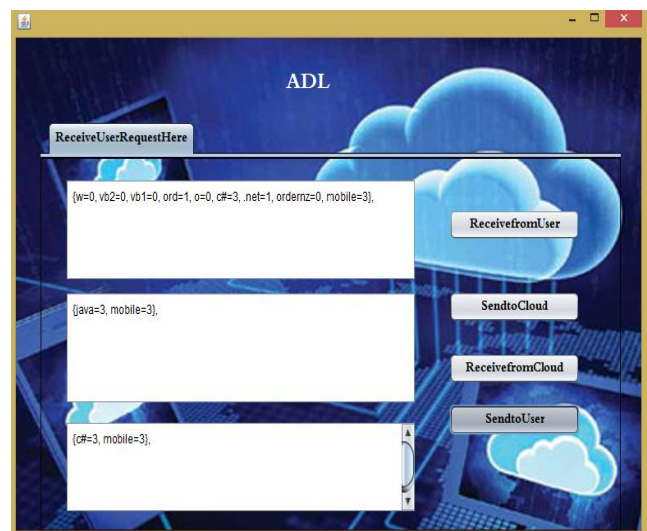 ADL
ReceiveUserRequestHere
{w=0, vb2=0, vb1=0, ord=1, o=0, c#=3, .net=1, ordernz=0, mobile=3},
ReceivefromUser
{java=3, mobile=3},
SendtoCloud
ReceivefromCloud
SendtoUser
{c#=3, mobile=3},